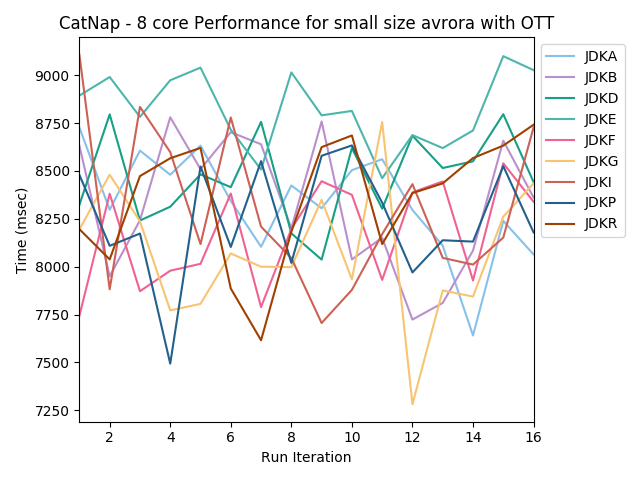 CatNap - 8 core Performance for small size avrora with OTT
Time (msec)
9000
8750
8500
8250
8000
7750
7500
7250
2 4 6 8 10 12 14 16
Run Iteration
JDKA
JDKB
JDKD
JDKE
JDKF
JDKG
JDKI
JDKP
JDKR